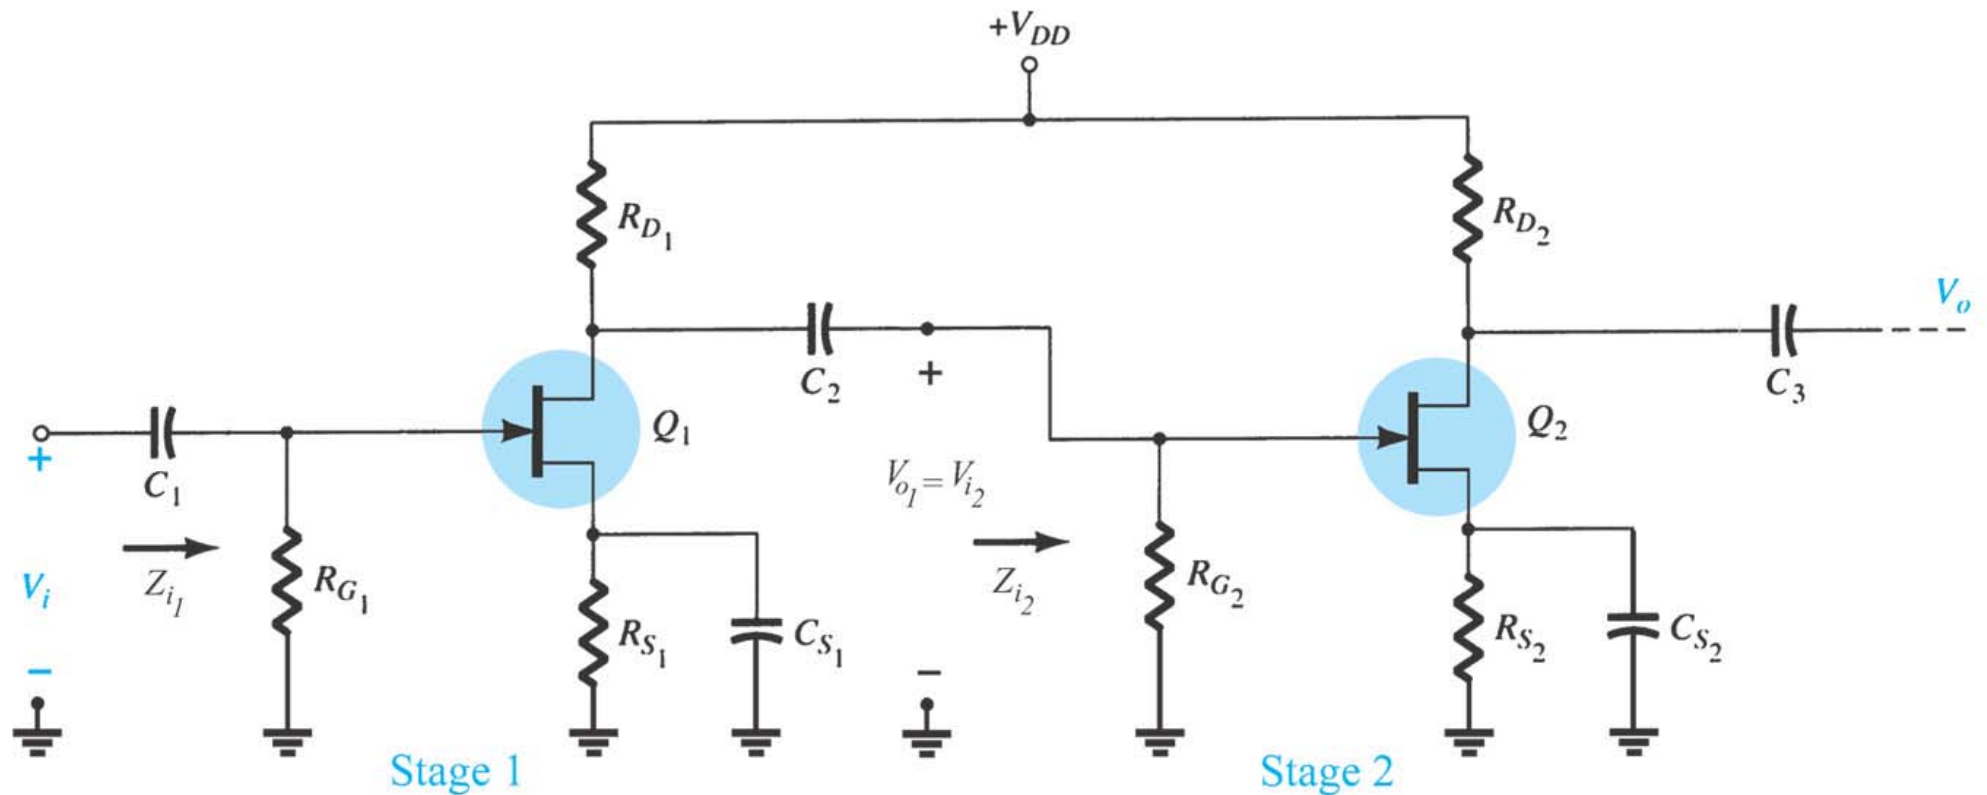 +V_DD
R_D1
R_D2
V_o
C_2
C_3
+
Q_1
Q_2
+
C_1
V_o1 = V_i2
Z_i1
Z_i2
V_i
R_G1
R_G2
R_S1
C_S1
R_S2
C_S2
−
−
Stage 1
Stage 2